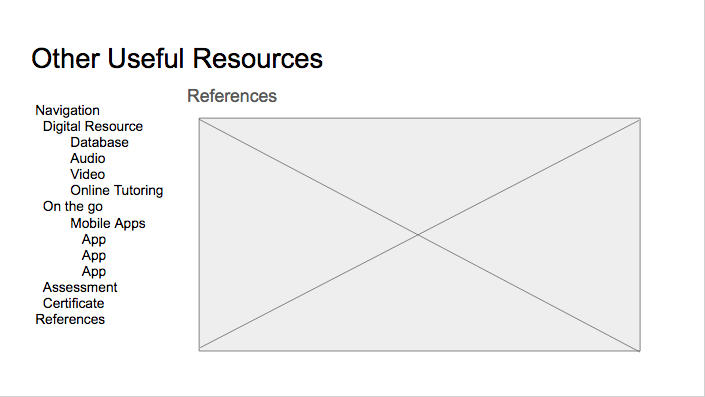 Other Useful Resources
References
Navigation
Digital Resource
Database
Audio
Video
Online Tutoring
On the go
Mobile Apps
App
App
App
Assessment
Certificate
References